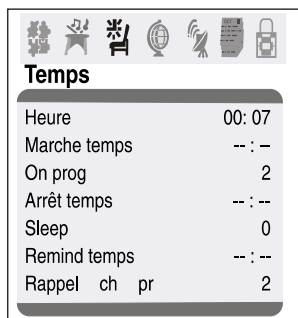 Temps
Heure 00: 07
Marche temps -- : –
On prog 2
Arrêt temps -- : --
Sleep 0
Remind temps -- : --
Rappel ch pr 2